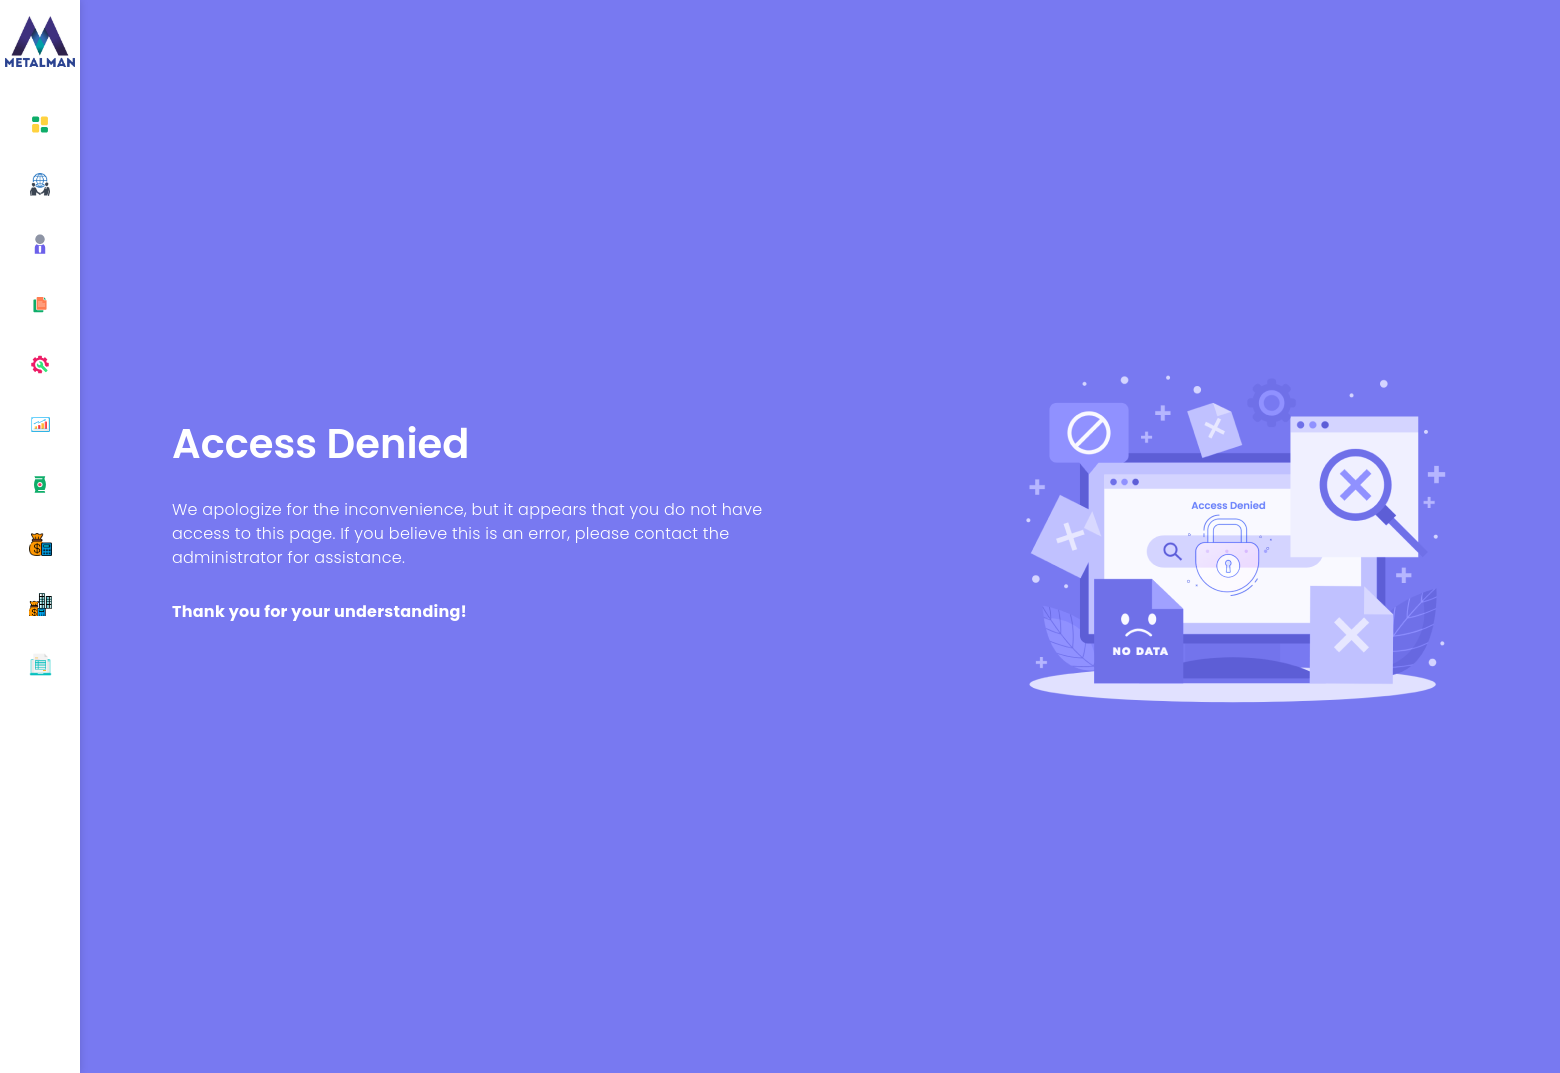 METALMAN
Access Denied
We apologize for the inconvenience, but it appears that you do not have
access to this page. If you believe this is an error, please contact the
administrator for assistance.
Thank you for your understanding!
Access Denied
NO DATA